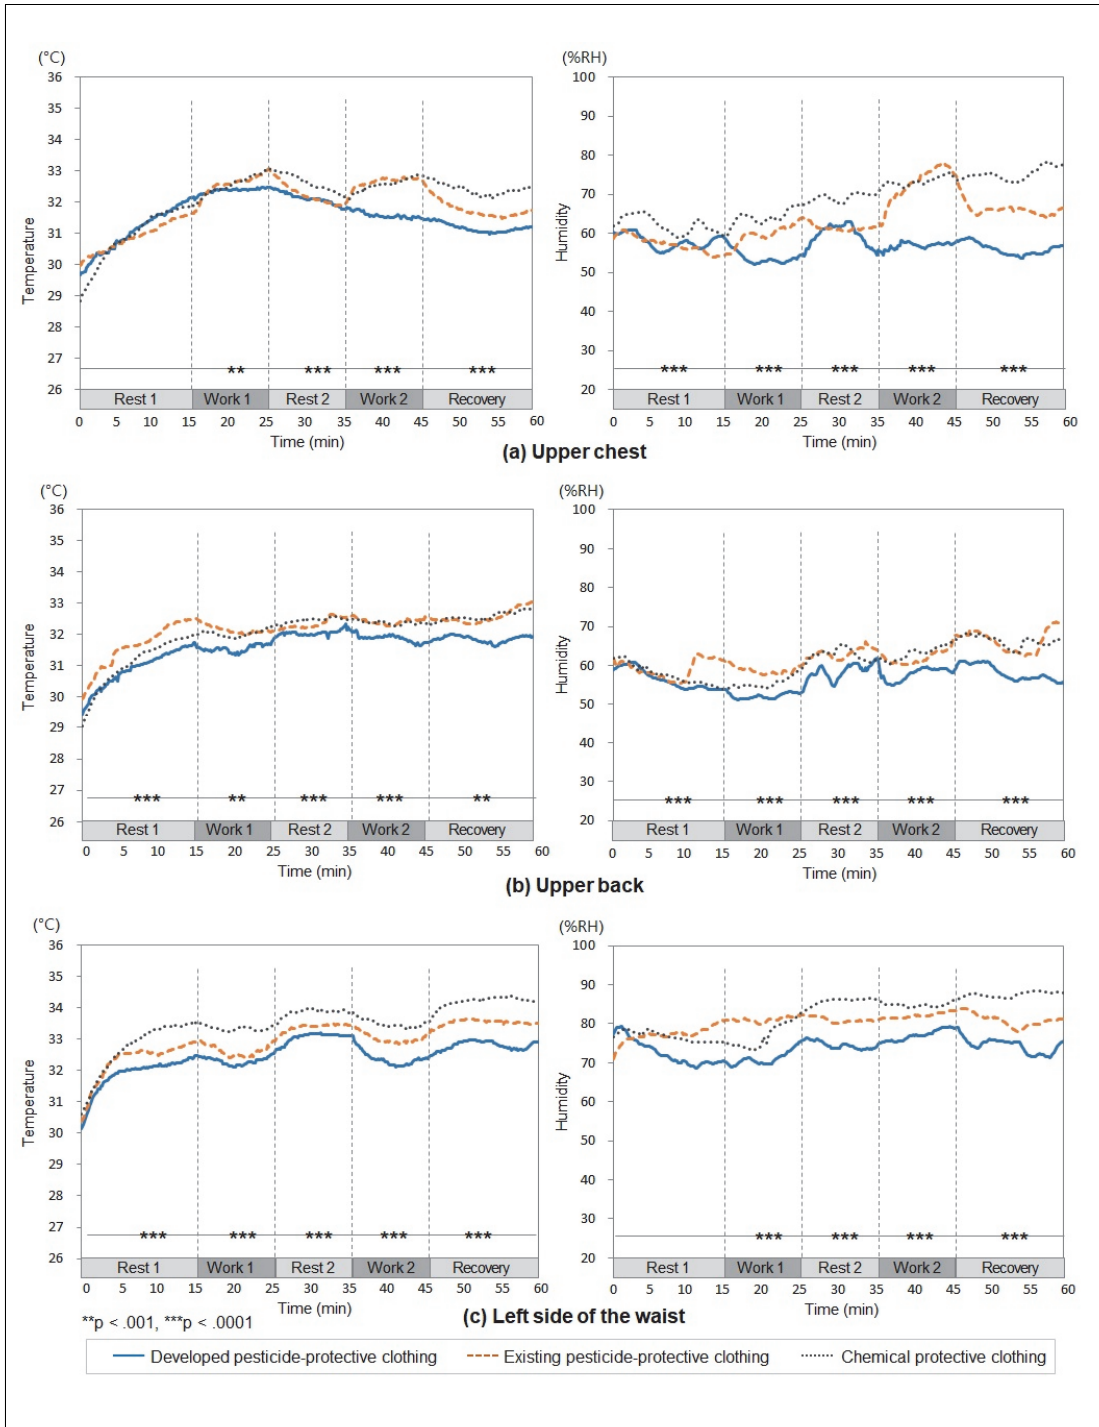 (°C) (%RH)
36 100
35 90
34 80
33 70
32 60
31 50
30 40
29 30
28 20
27
26
Temperature Humidity
** *** *** *** *** *** *** *** ***
Rest 1 Work 1 Rest 2 Work 2 Recovery Rest 1 Work 1 Rest 2 Work 2 Recovery
0 5 10 15 20 25 30 35 40 45 50 55 60 0 5 10 15 20 25 30 35 40 45 50 55 60
Time (min) Time (min)
(a) Upper chest
(°C) (%RH)
36 100
35 90
34 80
33 70
32 60
31 50
30 40
29 30
28 20
27
26
Temperature Humidity
*** ** *** *** ** *** *** *** *** ***
Rest 1 Work 1 Rest 2 Work 2 Recovery Rest 1 Work 1 Rest 2 Work 2 Recovery
0 5 10 15 20 25 30 35 40 45 50 55 60 0 5 10 15 20 25 30 35 40 45 50 55 60
Time (min) Time (min)
(b) Upper back
(°C) (%RH)
36 100
35 90
34 80
33 70
32 60
31 50
30 40
29 30
28 20
27
26
Temperature Humidity
*** *** *** *** *** *** *** *** ***
Rest 1 Work 1 Rest 2 Work 2 Recovery Rest 1 Work 1 Rest 2 Work 2 Recovery
0 5 10 15 20 25 30 35 40 45 50 55 60 0 5 10 15 20 25 30 35 40 45 50 55 60
Time (min) Time (min)
(c) Left side of the waist
**p < .001, ***p < .0001
Developed pesticide-protective clothing Existing pesticide-protective clothing Chemical protective clothing